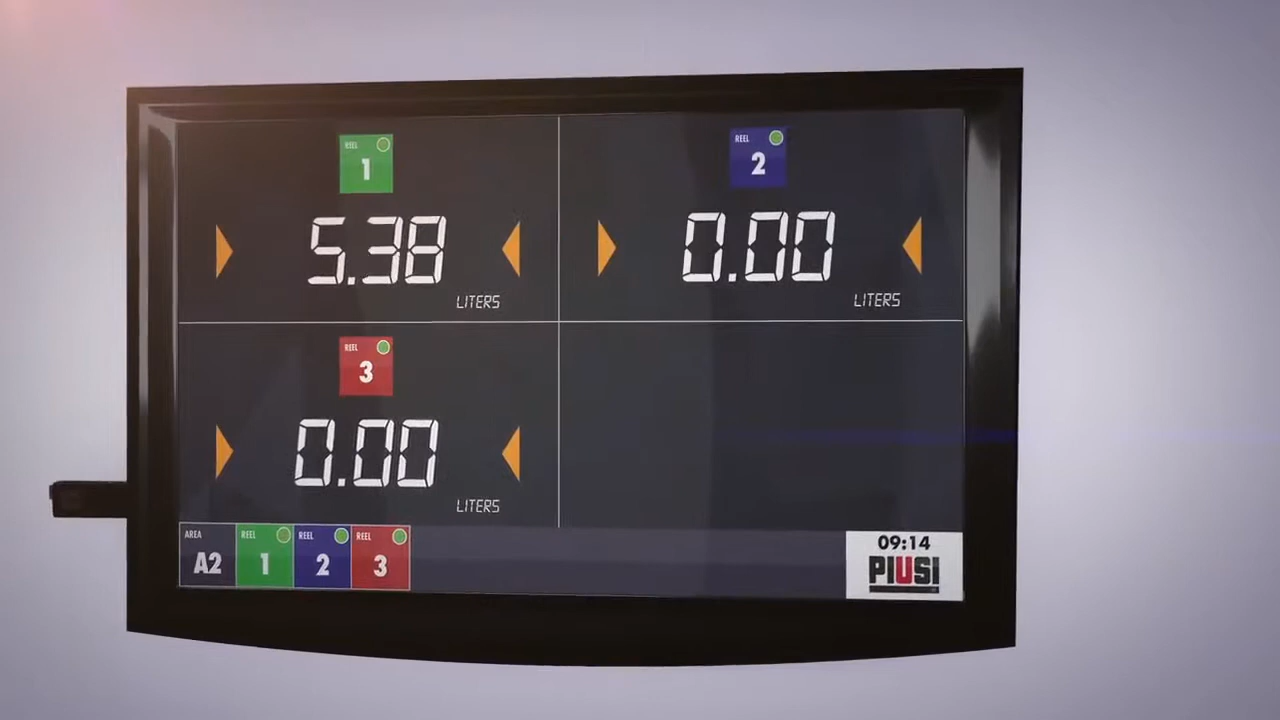 REEL
1
5.38
LITERS
REEL
2
0.00
LITERS
REEL
3
0.00
LITERS
AREA
A2
REEL
1
REEL
2
REEL
3
09:14
PIUSI